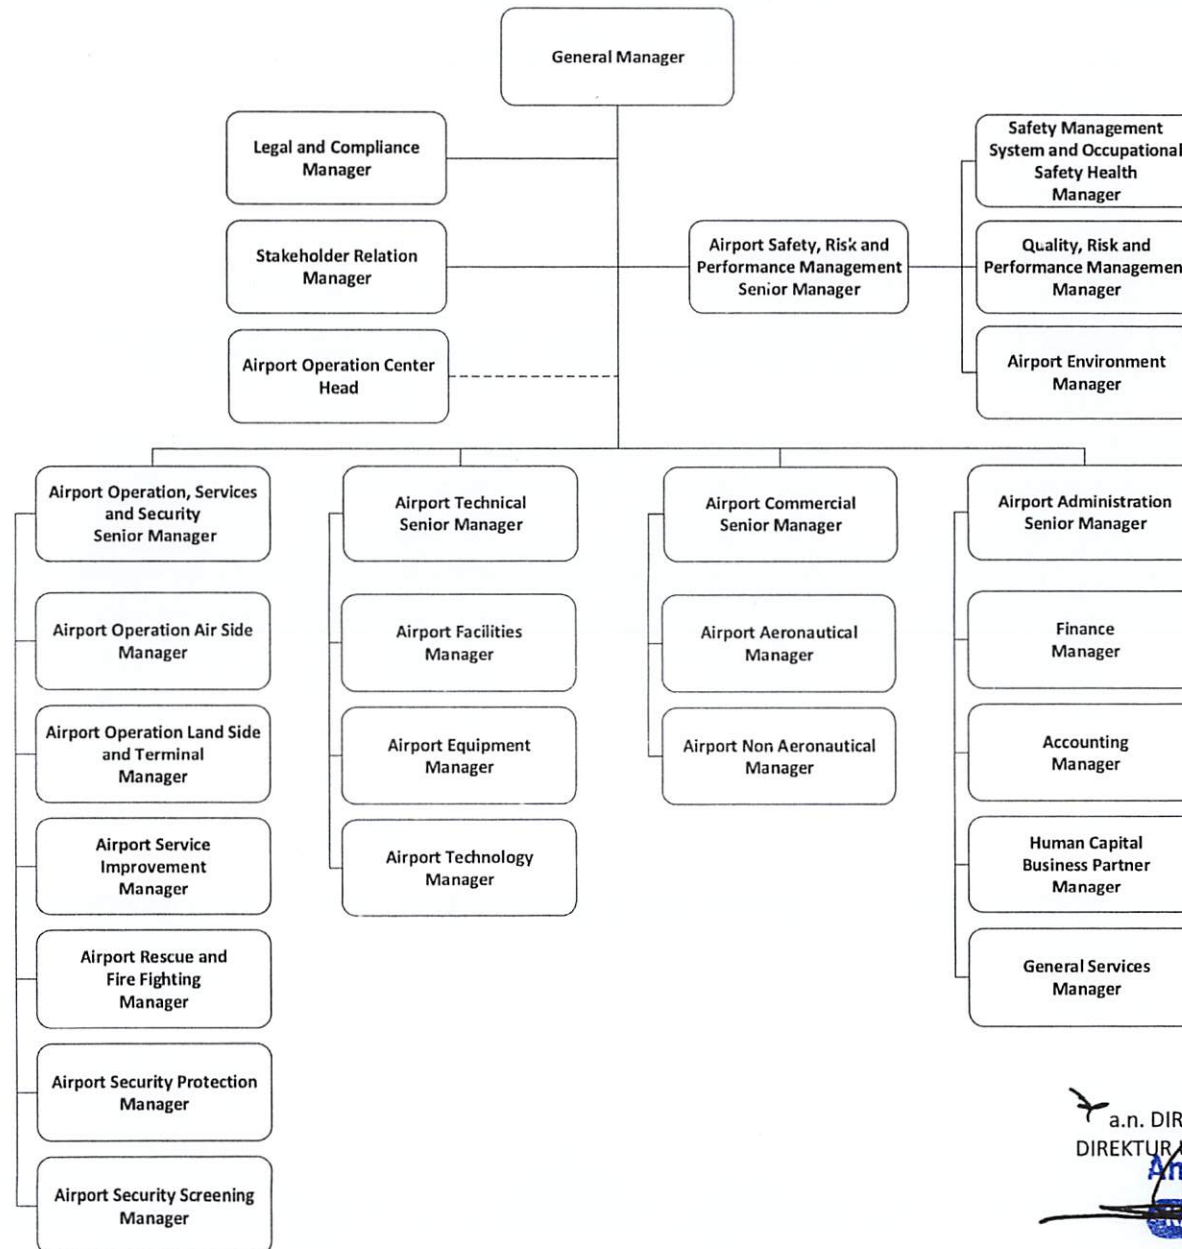 General Manager
Legal and Compliance
Manager
Safety Management
System and Occupational
Safety Health
Manager
Stakeholder Relation
Manager
Airport Safety, Risk and
Performance Management
Senior Manager
Quality, Risk and
Performance Managemen
Manager
Airport Operation Center
Head
Airport Environment
Manager
Airport Operation, Services
and Security
Senior Manager
Airport Technical
Senior Manager
Airport Commercial
Senior Manager
Airport Administration
Senior Manager
Airport Operation Air Side
Manager
Airport Facilities
Manager
Airport Aeronautical
Manager
Finance
Manager
Airport Operation Land Side
and Terminal
Manager
Airport Equipment
Manager
Airport Non Aeronautical
Manager
Accounting
Manager
Airport Service
Improvement
Manager
Airport Technology
Manager
Human Capital
Business Partner
Manager
Airport Rescue and
Fire Fighting
Manager
General Services
Manager
Airport Security Protection
Manager
Airport Security Screening
Manager
a.n. DIR
DIREKTUR